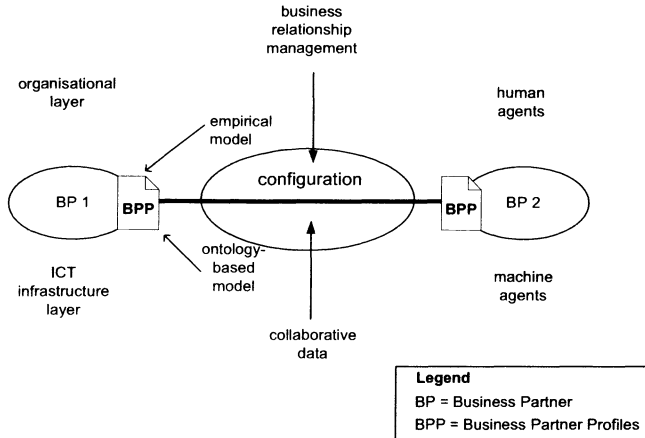 business
relationship
management
organisational
layer
human
agents
empirical
model
configuration
BP 1
BPP
BPP
BP 2
ontology-
based
model
ICT
infrastructure
layer
machine
agents
collaborative
data
Legend
BP = Business Partner
BPP = Business Partner Profiles